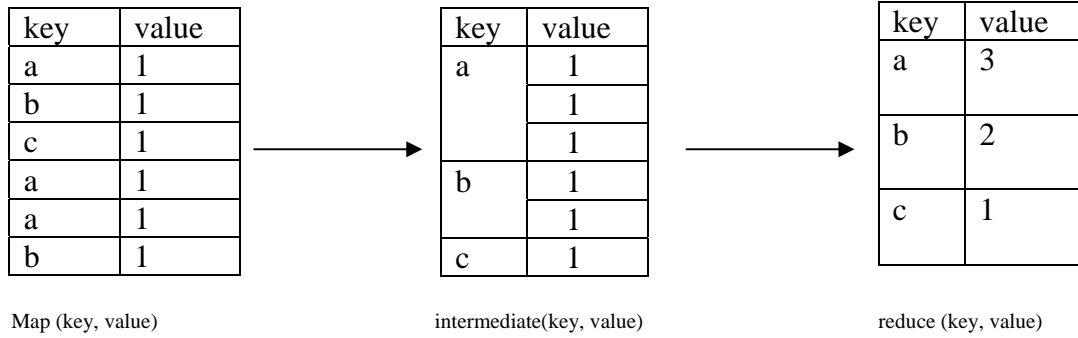 key value
a 1
b 1
c 1
a 1
a 1
b 1
Map (key, value)
key value
a 1
1
1
b 1
1
c 1
intermediate(key, value)
key value
a 3
b 2
c 1
reduce (key, value)